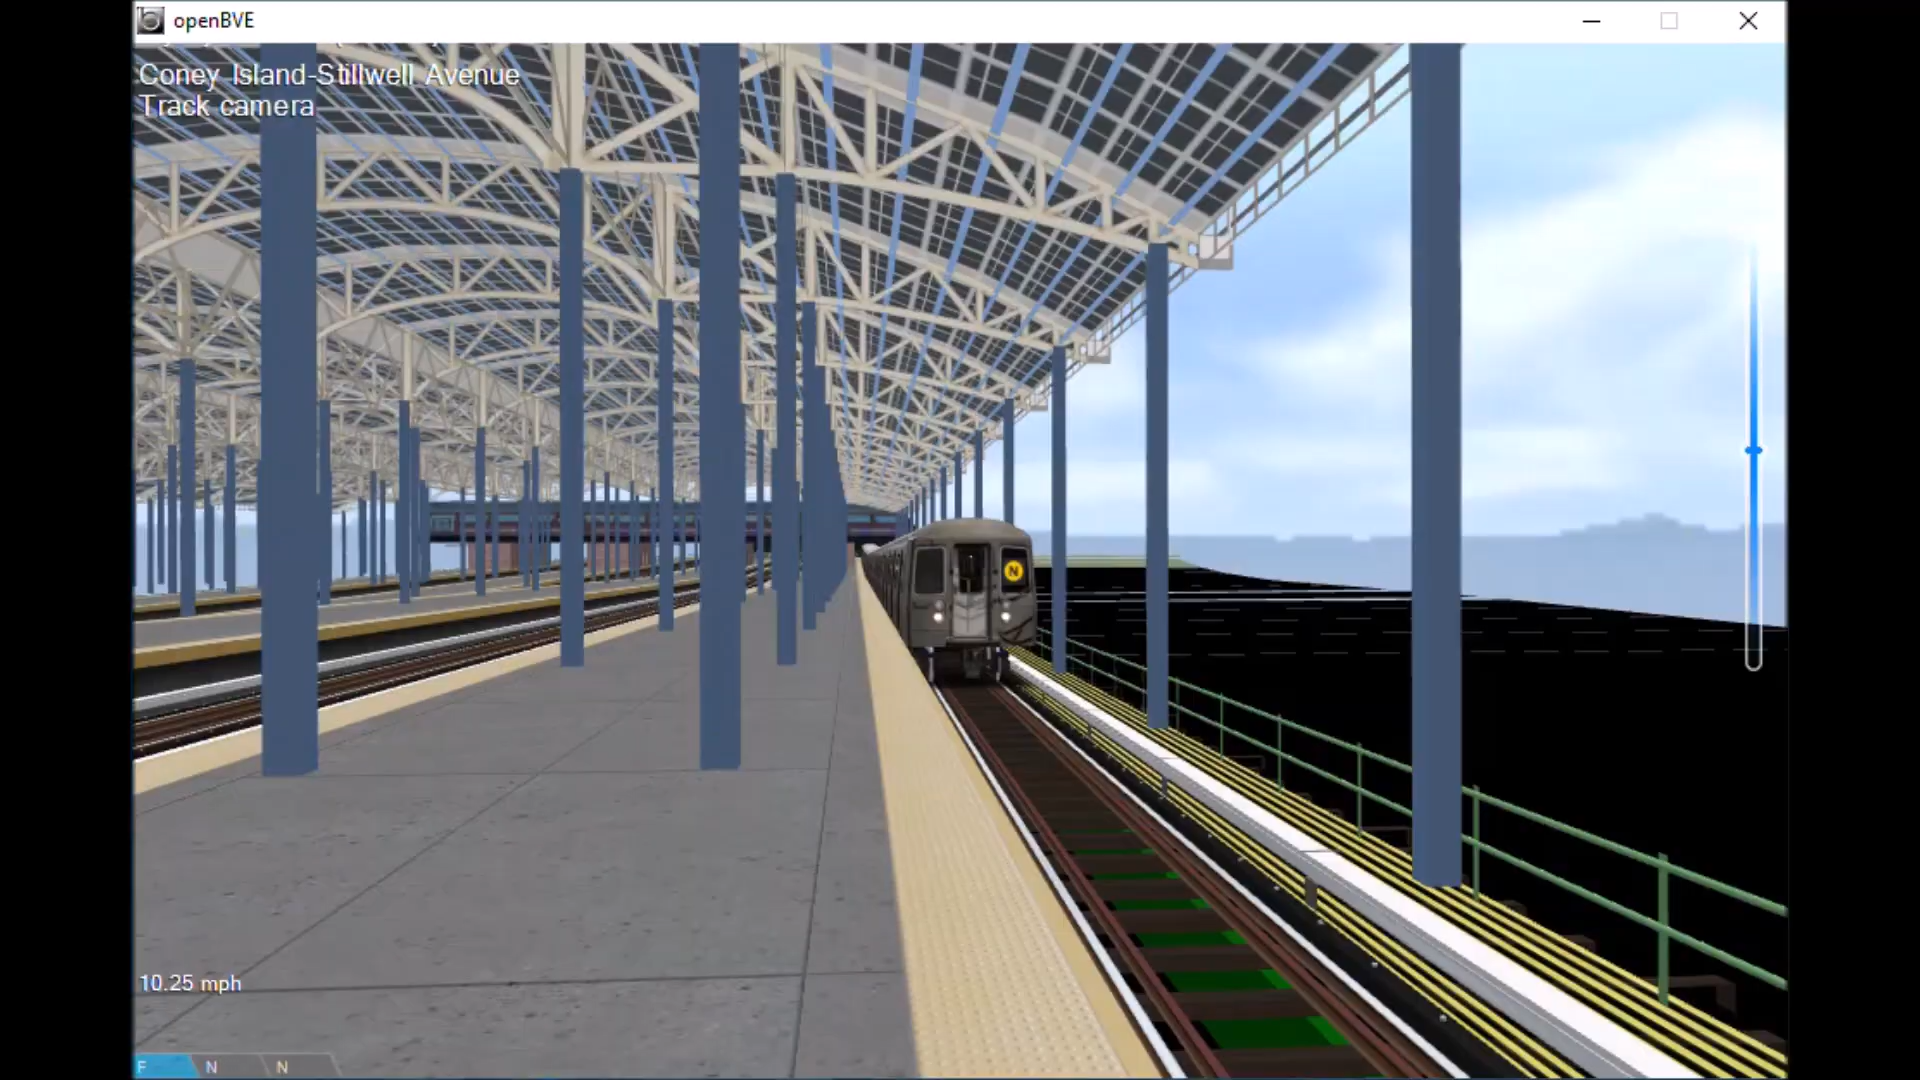 openBVE
Coney Island-Stillwell Avenue
Track camera
N
10.25 mph
F N N